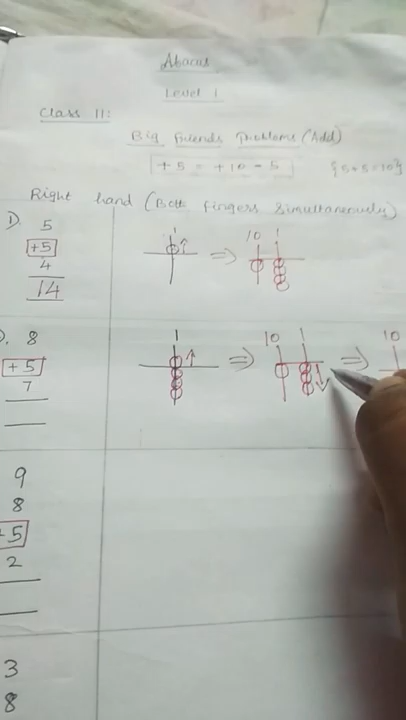 Abacus
Level 1
Class 11:
Big Friends Problems (Add)
+5 = +10 - 5 {5+5=10}
Right hand (Both fingers Simultaneously)
1). 5 1 ⇒ 10 1
+5
4
14
). 8 1 ⇒ 10 1 ⇒ 10
+5
7
9
8
+5
2
3
8